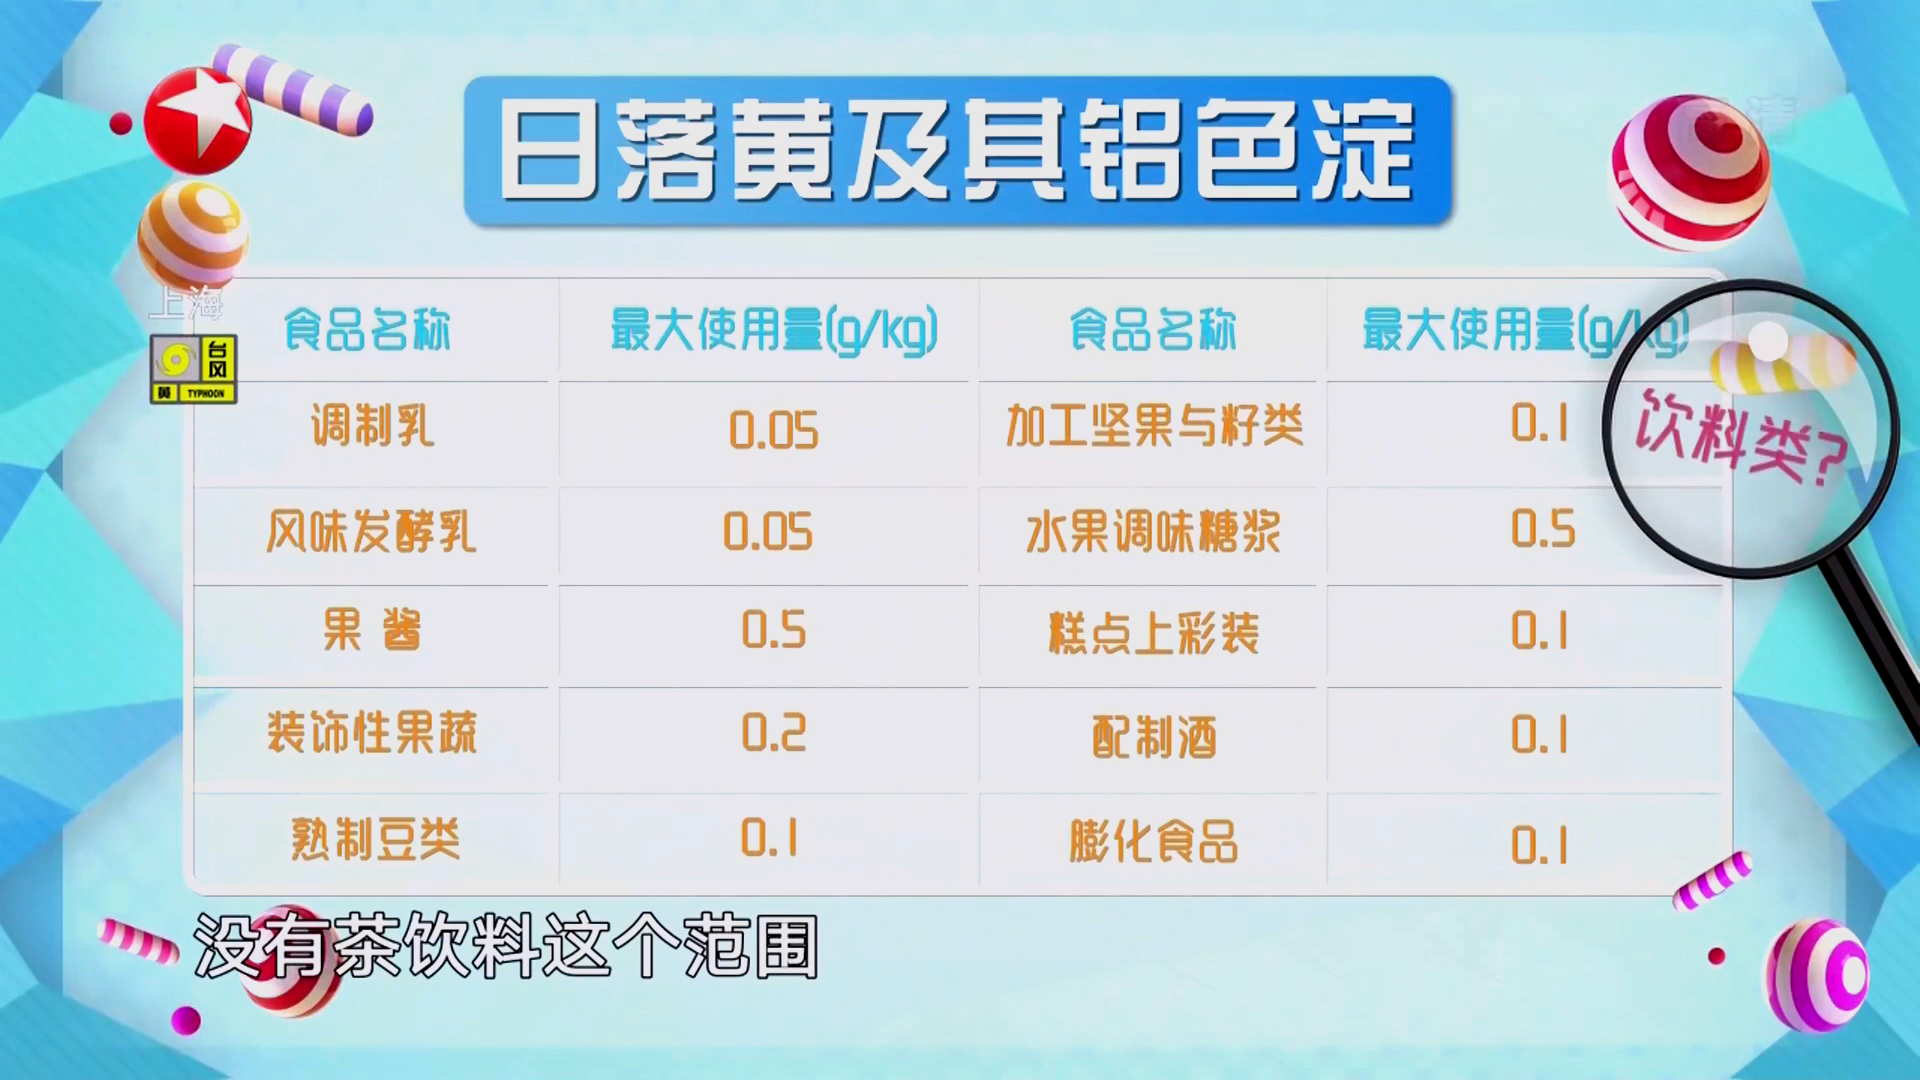 日落黄及其铝色淀
上海
台风
黄 TYPHOON
食品名称 最大使用量(g/kg) 食品名称 最大使用量(g/kg)
调制乳 0.05 加工坚果与籽类 0.1
饮料类?
风味发酵乳 0.05 水果调味糖浆 0.5
果 酱 0.5 糕点上彩装 0.1
装饰性果蔬 0.2 配制酒 0.1
熟制豆类 0.1 膨化食品 0.1
没有茶饮料这个范围